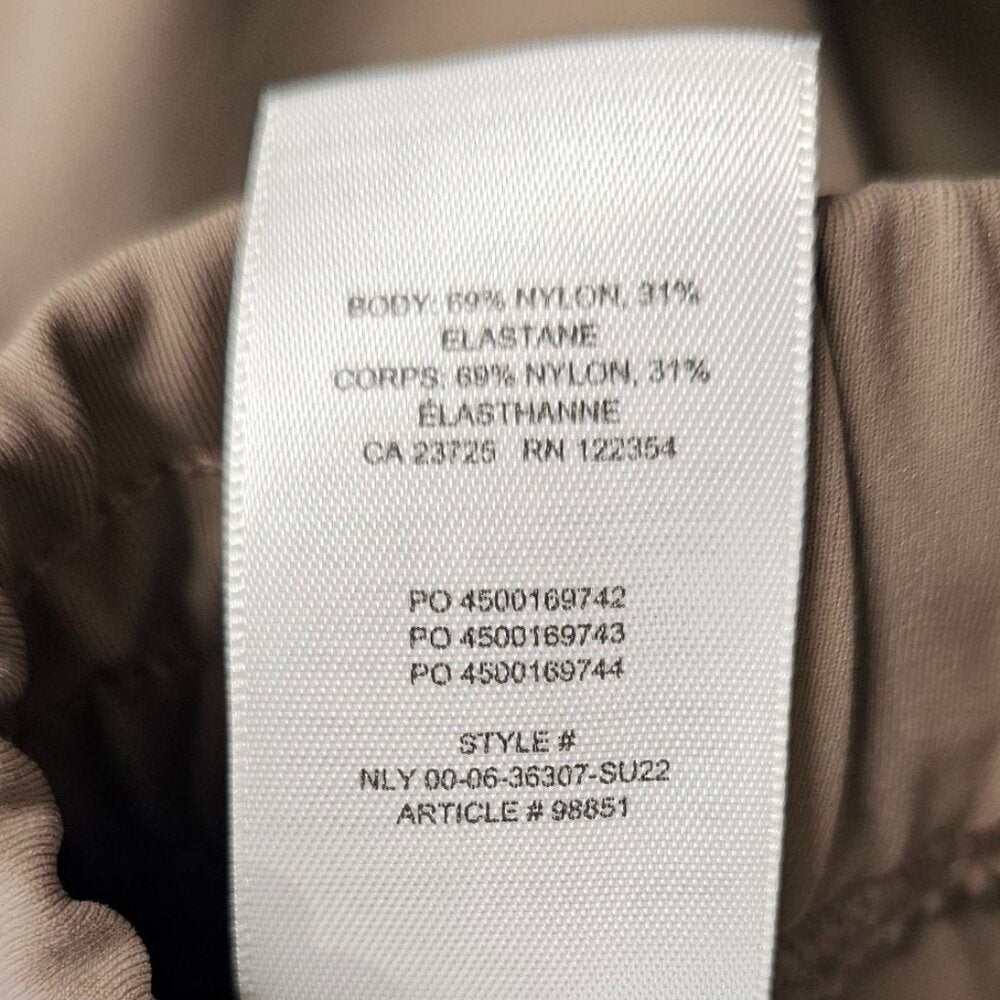 BODY: 69% NYLON, 31%
ELASTANE
CORPS: 69% NYLON, 31%
ÉLASTHANNE
CA 23726 RN 122354
PO 4500169742
PO 4500169743
PO 4500169744
STYLE #
NLY 00-06-36307-SU22
ARTICLE # 98851